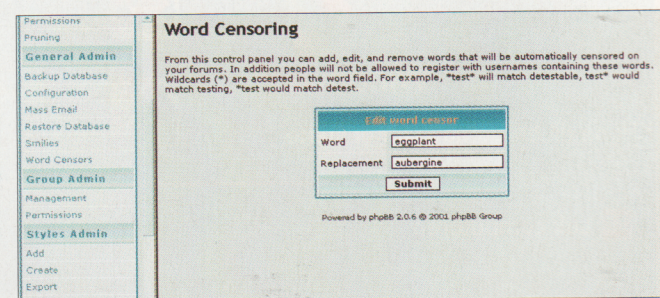 Permissions
Pruning
General Admin
Backup Database
Configuration
Mass Email
Restore Database
Smilies
Word Censors
Group Admin
Management
Permissions
Styles Admin
Add
Create
Export
Word Censoring
From this control panel you can add, edit, and remove words that will be automatically censored on
your forums. In addition people will not be allowed to register with usernames containing these words.
Wildcards (*) are accepted in the word field. For example, *test* will match detestable, test* would
match testing, *test would match detest.
Edit word censor
Word eggplant
Replacement aubergine
Submit
Powered by phpBB 2.0.6 © 2001 phpBB Group